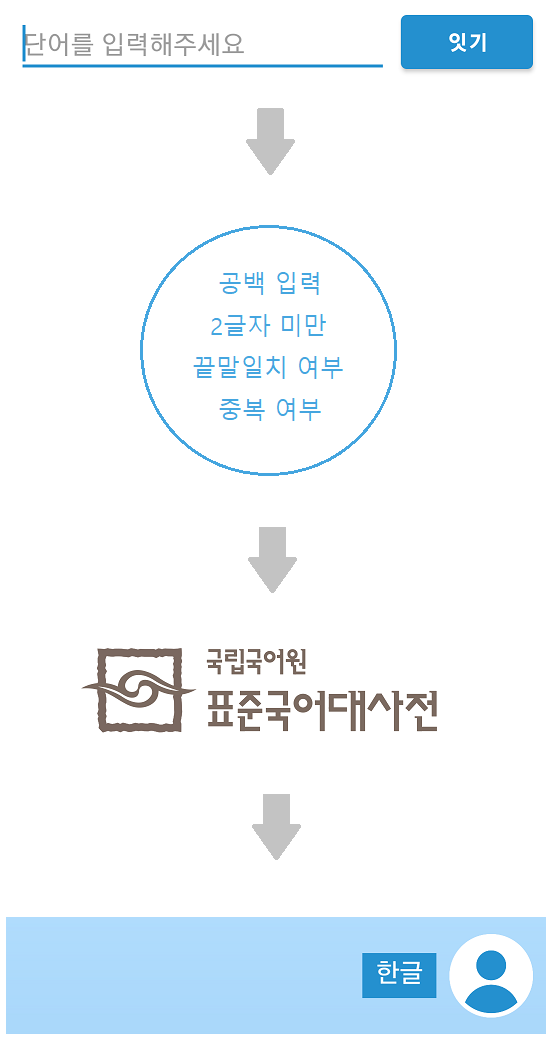 단어를 입력해주세요
잇기
공백 입력
2글자 미만
끝말일치 여부
중복 여부
국립국어원
표준국어대사전
한글